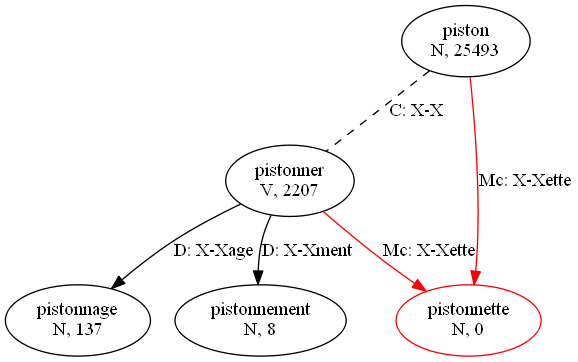 piston
N, 25493
C: X-X
Mc: X-Xette
pistonner
V, 2207
D: X-Xage
D: X-Xment
Mc: X-Xette
pistonnage
N, 137
pistonnement
N, 8
pistonnette
N, 0